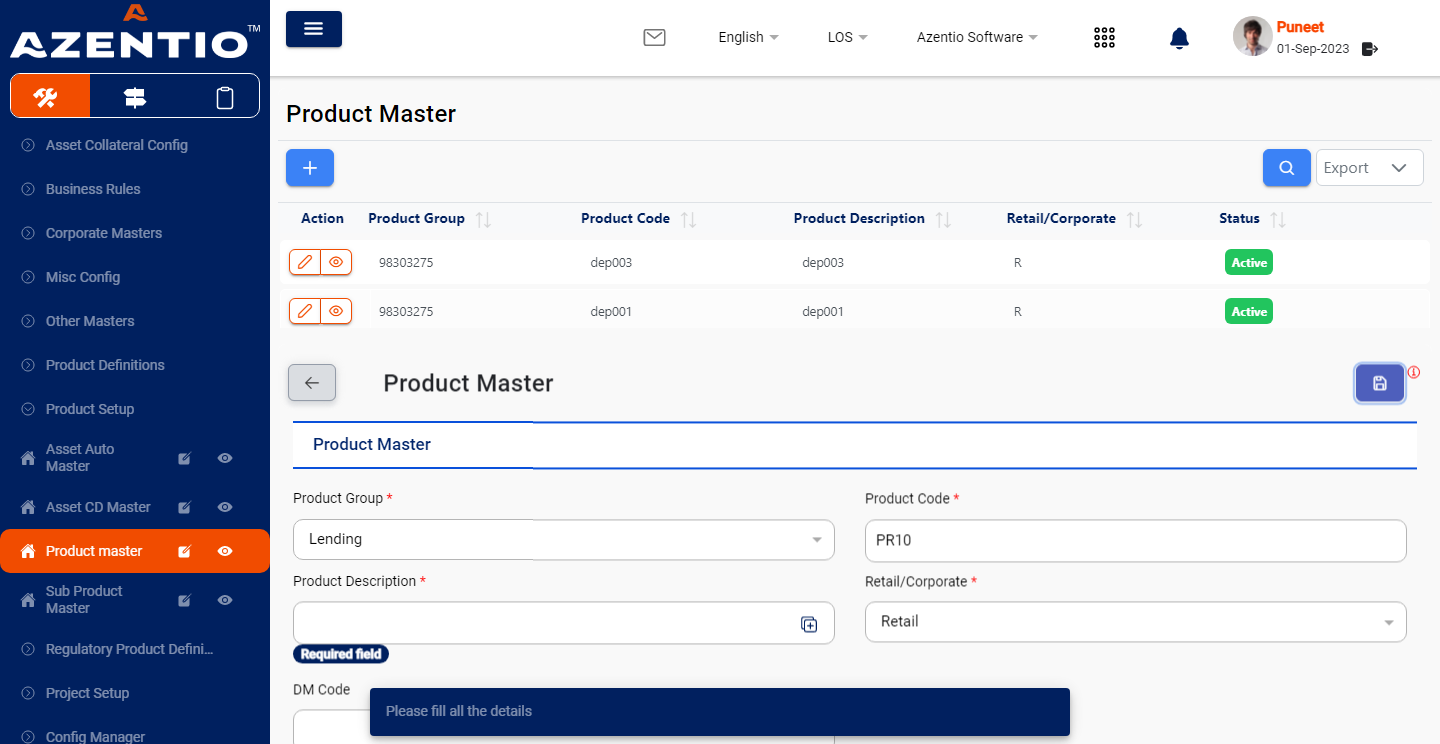 AZENTIO™
English
LOS
Azentio Software
Puneet
01-Sep-2023
Asset Collateral Config
Business Rules
Corporate Masters
Misc Config
Other Masters
Product Definitions
Product Setup
Asset Auto
Master
Asset CD Master
Product master
Sub Product
Master
Regulatory Product Defini...
Project Setup
Config Manager
Product Master
Export
Action Product Group Product Code Product Description Retail/Corporate Status
98303275 dep003 dep003 R Active
98303275 dep001 dep001 R Active
Product Master
Product Master
Product Group *
Product Code *
Lending
PR10
Product Description *
Retail/Corporate *
Retail
Required field
DM Code
Please fill all the details